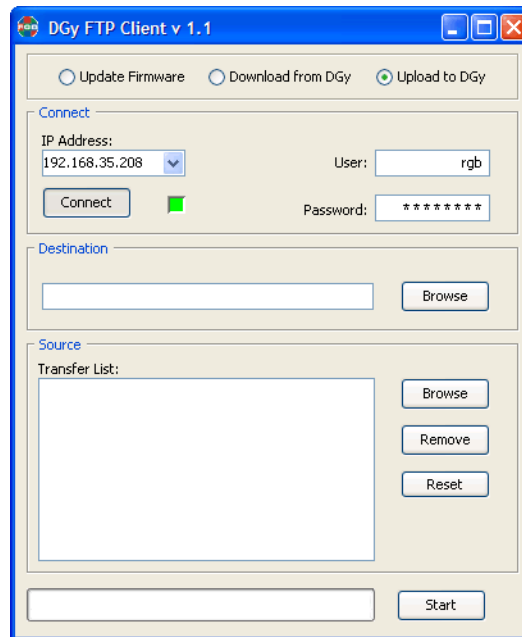 DGy FTP Client v 1.1
Update Firmware Download from DGy Upload to DGy
Connect
IP Address:
192.168.35.208
User: rgb
Connect
Password: ********
Destination
Browse
Source
Transfer List:
Browse
Remove
Reset
Start